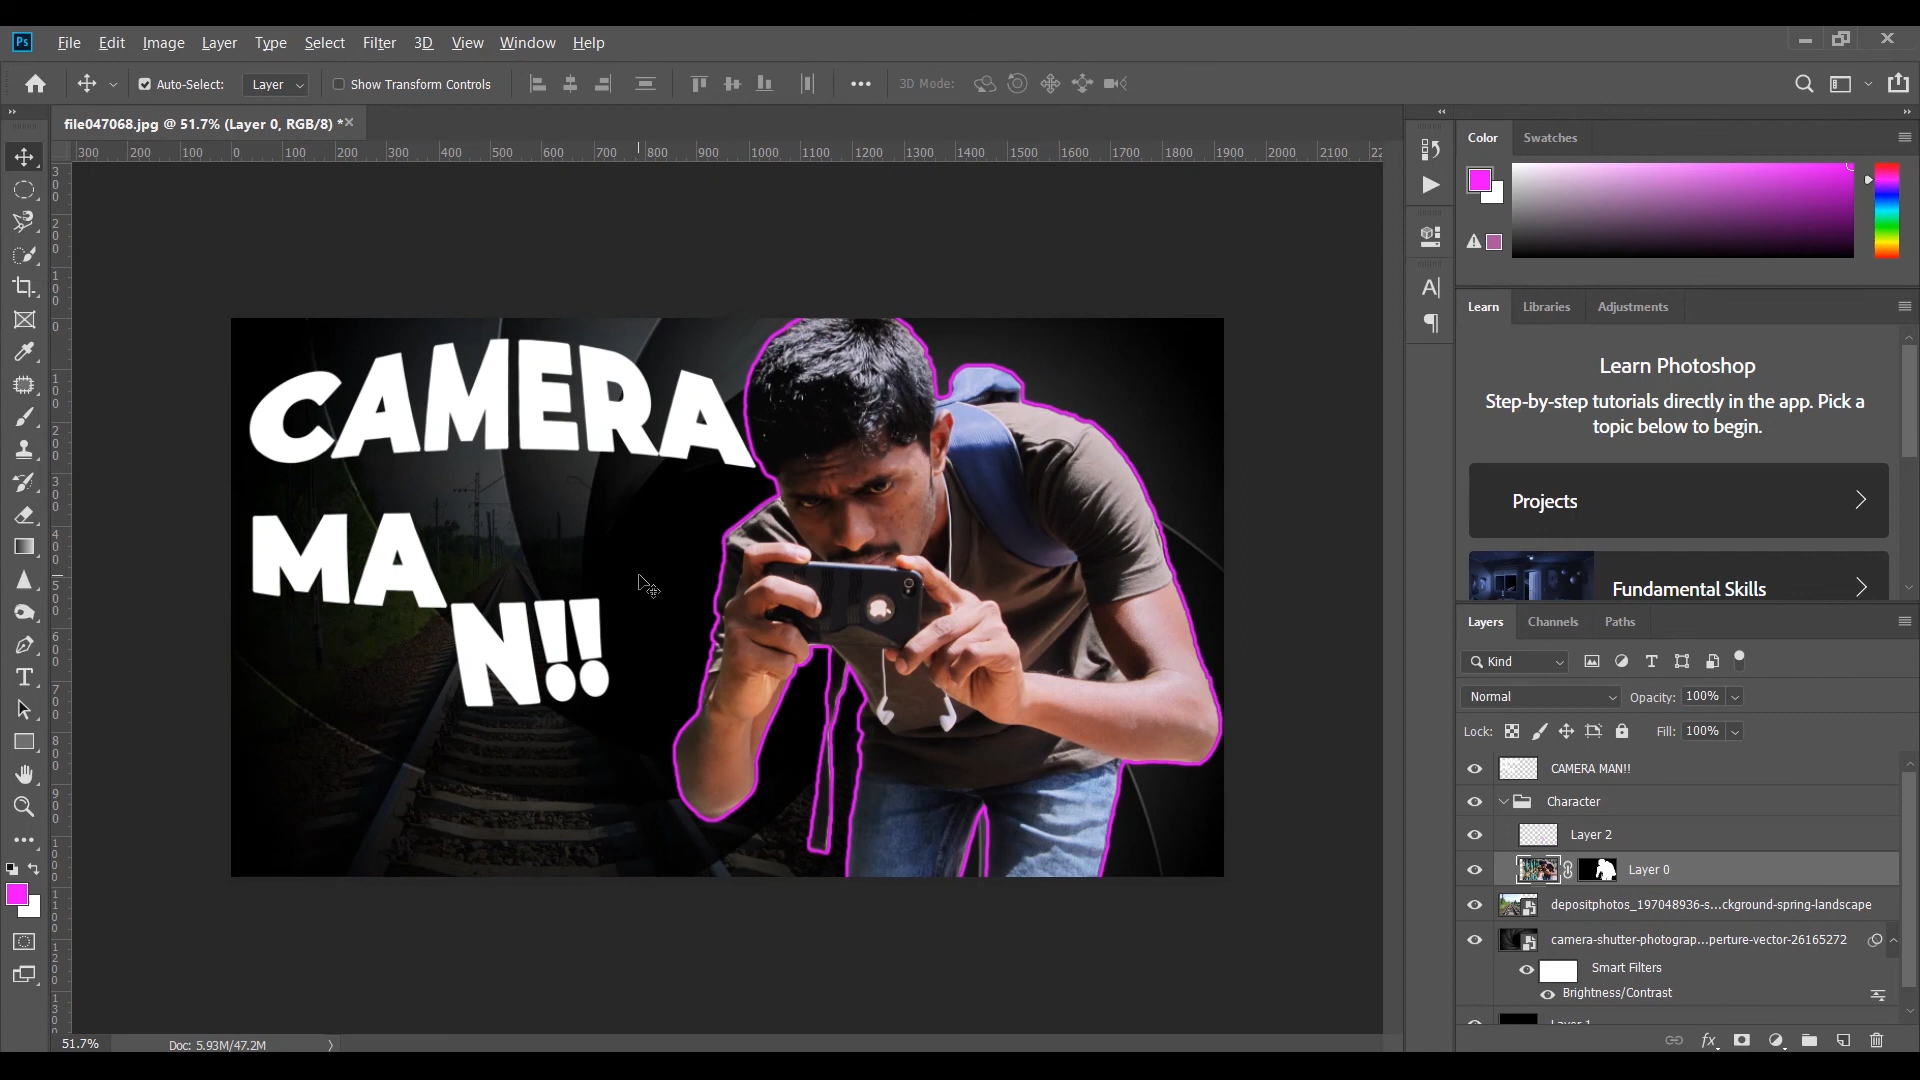 Ps File Edit Image Layer Type Select Filter 3D View Window Help
Auto-Select: Layer Show Transform Controls 3D Mode:
file047068.jpg @ 51.7% (Layer 0, RGB/8) *
300 200 100 0 100 200 300 400 500 600 700 800 900 1000 1100 1200 1300 1400 1500 1600 1700 1800 1900 2000 2100
CAMERA
MA
N!!
51.7% Doc: 5.93M/47.2M
Color Swatches
Learn Libraries Adjustments
Learn Photoshop
Step-by-step tutorials directly in the app. Pick a
topic below to begin.
Projects
Fundamental Skills
Layers Channels Paths
Kind
Normal Opacity: 100%
Lock: Fill: 100%
CAMERA MAN!!
Character
Layer 2
Layer 0
depositphotos_197048936-s...ckground-spring-landscape
camera-shutter-photograp...perture-vector-26165272
Smart Filters
Brightness/Contrast
Layer 1
fx